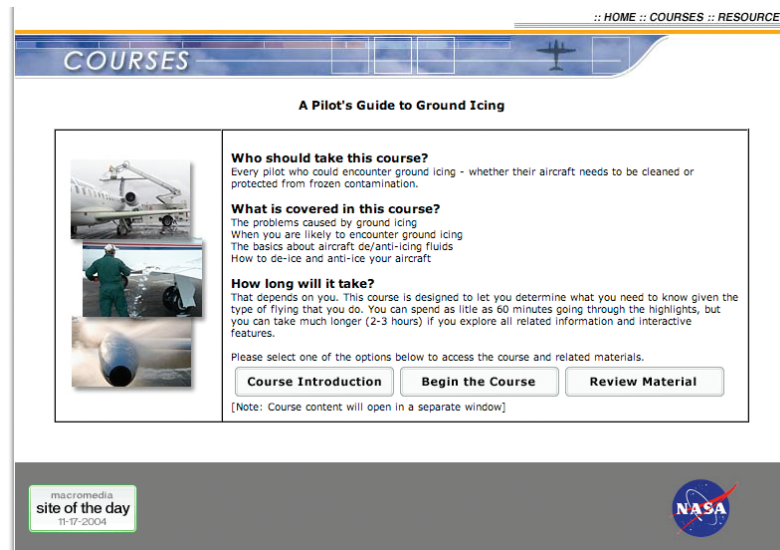 :: HOME :: COURSES :: RESOURCE
COURSES
A Pilot's Guide to Ground Icing
Who should take this course?
Every pilot who could encounter ground icing - whether their aircraft needs to be cleaned or
protected from frozen contamination.
What is covered in this course?
The problems caused by ground icing
When you are likely to encounter ground icing
The basics about aircraft de/anti-icing fluids
How to de-ice and anti-ice your aircraft
How long will it take?
That depends on you. This course is designed to let you determine what you need to know given the
type of flying that you do. You can spend as litle as 60 minutes going through the highlights, but
you can take much longer (2-3 hours) if you explore all related information and interactive
features.
Please select one of the options below to access the course and related materials.
Course Introduction Begin the Course Review Material
[Note: Course content will open in a separate window]
macromedia
site of the day
11-17-2004
NASA